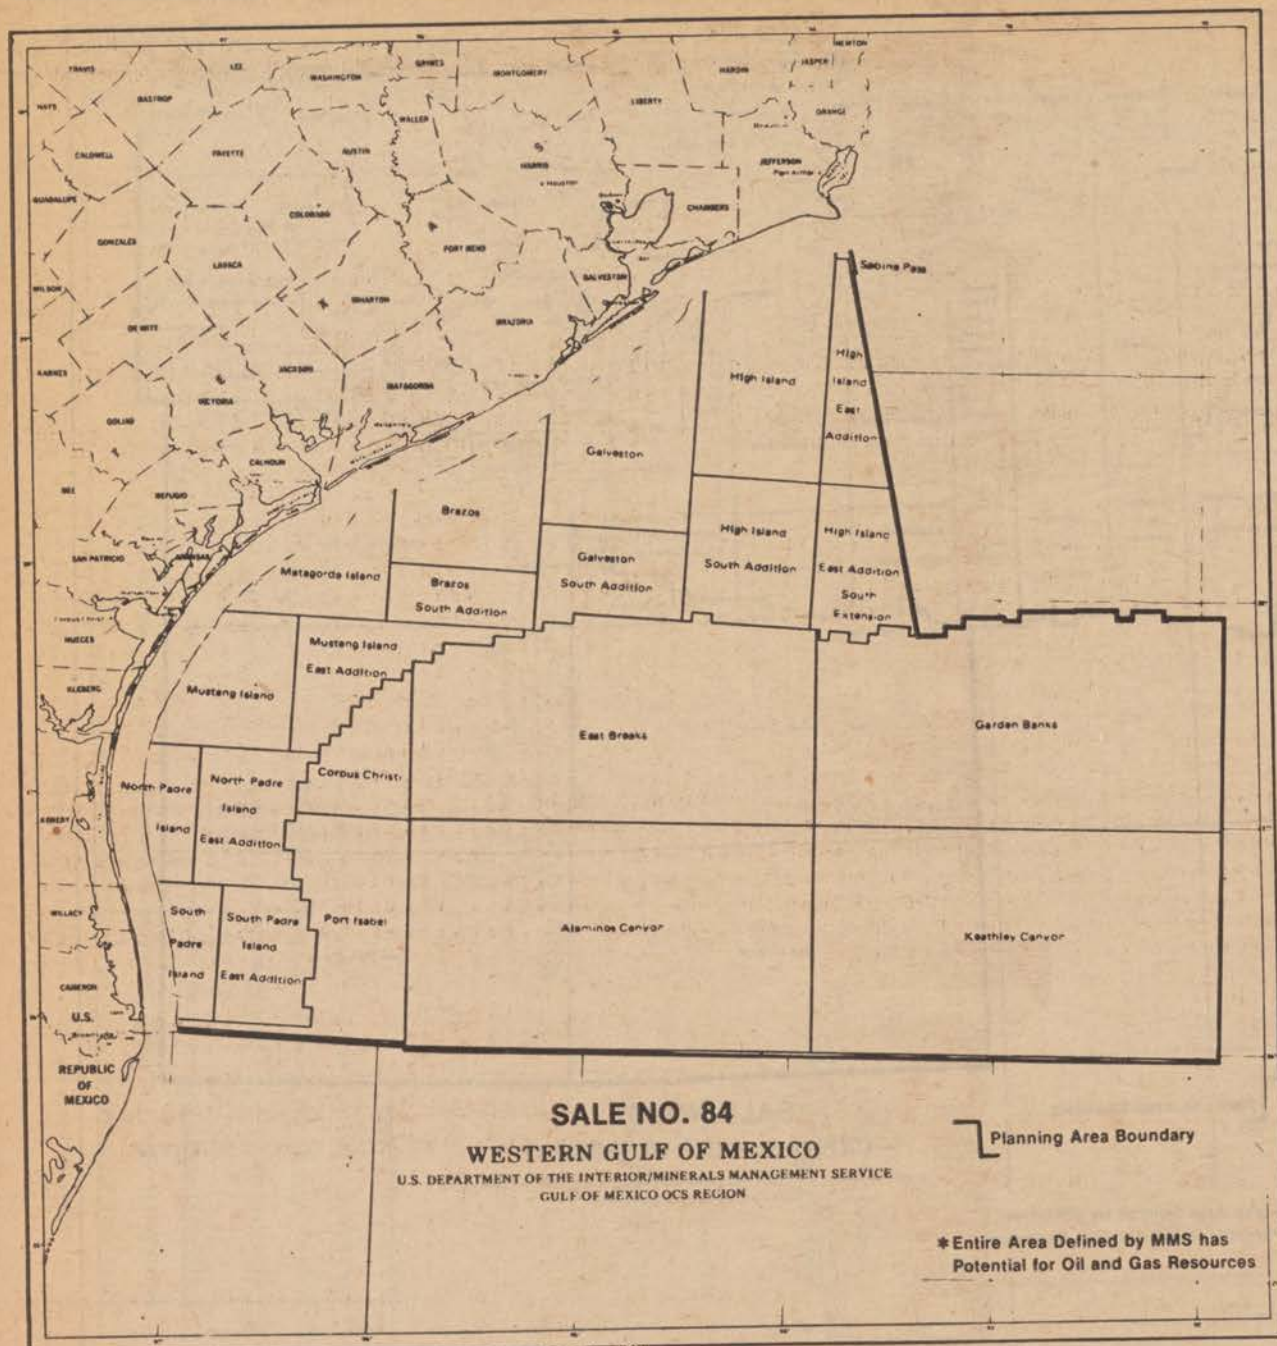 NEWTON
TRAVIS
LEE
WASHINGTON
GRIMES
MONTGOMERY
HARDIN
JASPER
HAYS
BASTROP
WALLER
LIBERTY
ORANGE
CALDWELL
FAYETTE
AUSTIN
HARRIS
Houston
JEFFERSON
Port Arthur
GUADALUPE
COLORADO
CHAMBERS
GONZALES
LAVACA
FORT BEND
GALVESTON
Sabine Pass
WILSON
WHARTON
BRAZORIA
DE WITT
KARNES
JACKSON
MATAGORDA
VICTORIA
GOLIAD
CALHOUN
BEE
REFUGIO
SAN PATRICIO
ARANSAS
NUECES
KLEBERG
KENEDY
WILLACY
CAMERON
U.S.
REPUBLIC
OF
MEXICO
T E X A S
High Island
High
Island
East
Addition
Galveston
Brazos
High Island
South Addition
High Island
East Addition
South
Extension
Galveston
South Addition
Matagorda Island
Brazos
South Addition
Mustang Island
East Addition
Mustang Island
East Breaks
Garden Banks
Corpus Christi
North Padre
Island
North Padre
Island
East Addition
South
Padre
Island
South Padre
Island
East Addition
Port Isabel
Alaminos Canyon
Keathley Canyon
SALE NO. 84
WESTERN GULF OF MEXICO
U.S. DEPARTMENT OF THE INTERIOR/MINERALS MANAGEMENT SERVICE
GULF OF MEXICO OCS REGION
Planning Area Boundary
*Entire Area Defined by MMS has
Potential for Oil and Gas Resources